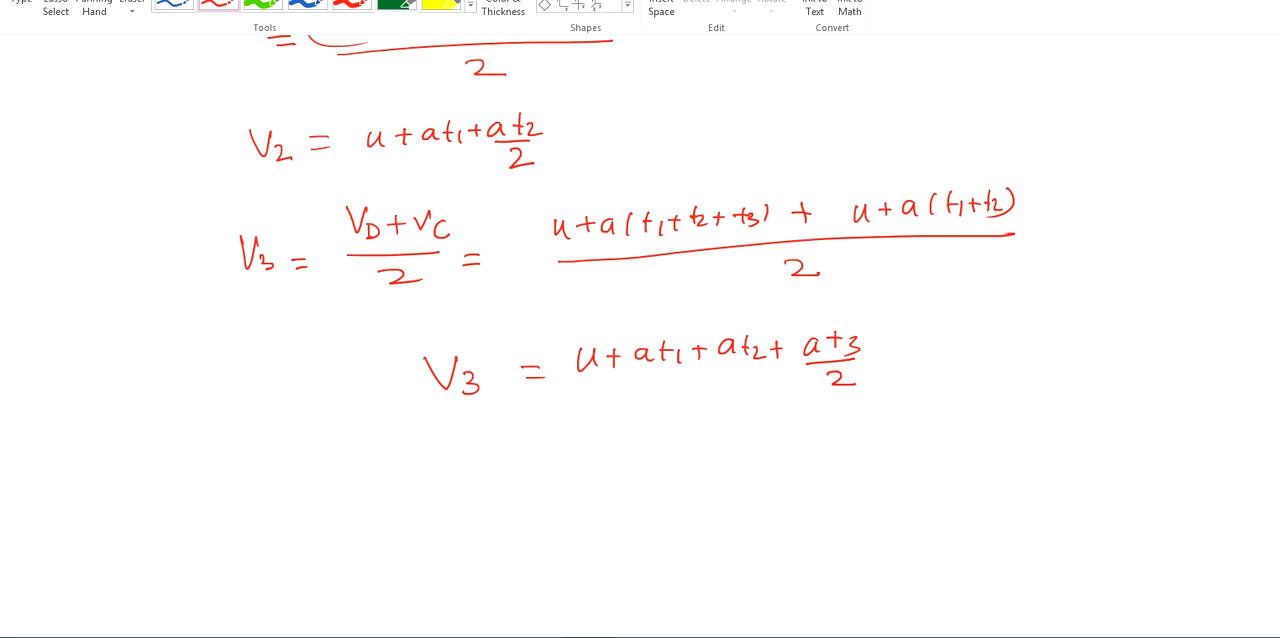 Type Lasso Select Panning Hand Eraser Color & Thickness Insert Space Delete Arrange Rotate Ink to Text Ink to Math
Tools Shapes Edit Convert
=
2
V₂ = u + at₁ + at₂/2
V₃ = (V_D + V_C)/2 = (u + a(t₁ + t₂ + t₃) + u + a(t₁ + t₂))/2
V₃ = u + at₁ + at₂ + at₃/2